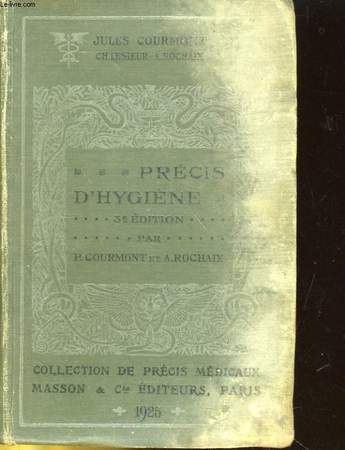 JULES COURMONT
CH. LESIEUR - A. ROCHAIX
PRÉCIS
D'HYGIÈNE
3e ÉDITION
PAR
P. COURMONT ET A. ROCHAIX
COLLECTION DE PRÉCIS MÉDICAUX
MASSON & Cie ÉDITEURS, PARIS
1925